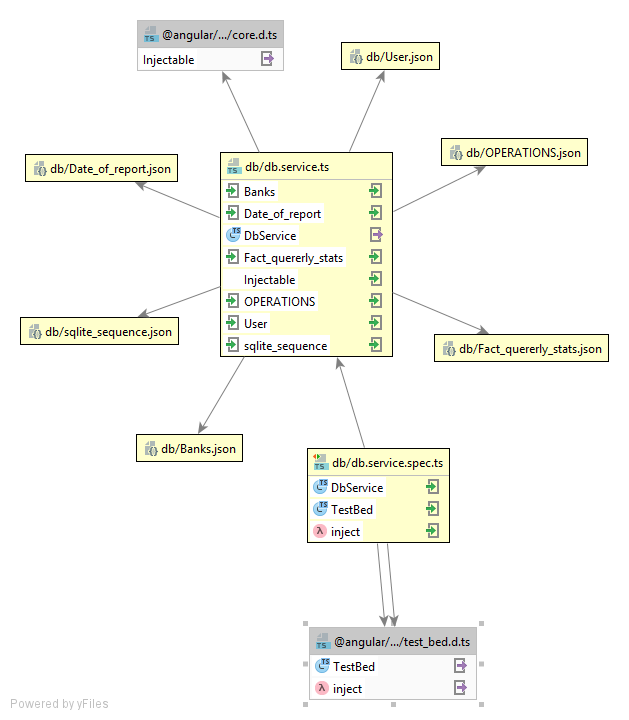 @angular/.../core.d.ts
Injectable
db/User.json
db/Date_of_report.json
db/OPERATIONS.json
db/db.service.ts
Banks
Date_of_report
DbService
Fact_quererly_stats
Injectable
OPERATIONS
User
sqlite_sequence
db/sqlite_sequence.json
db/Fact_quererly_stats.json
db/Banks.json
db/db.service.spec.ts
DbService
TestBed
inject
@angular/.../test_bed.d.ts
TestBed
inject
Powered by yFiles